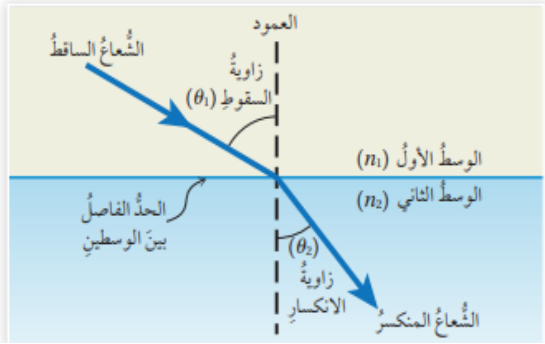 العمود
الشُّعاعُ الساقطُ
زاويةُ
السقوطِ (θ₁)
الوسطُ الأولُ (n₁)
الوسطُ الثاني (n₂)
الحدُّ الفاصلُ
بينَ الوسطينِ
(θ₂)
زاويةُ
الانكسارِ
الشُّعاعُ المنكسرُ